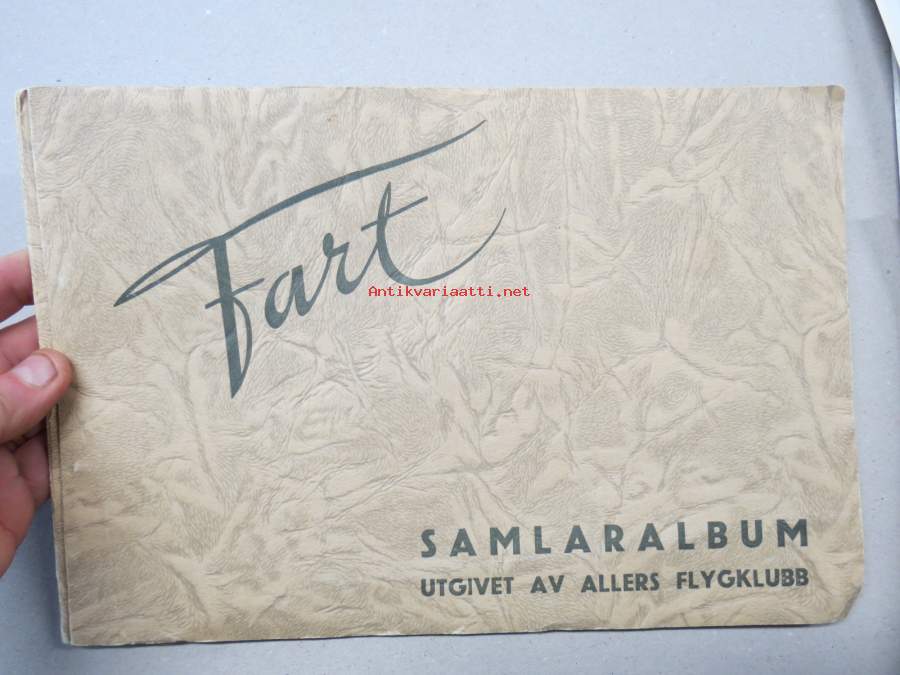 Fart
Antikvariaatti.net
SAMLARALBUM
UTGIVET AV ALLERS FLYGKLUBB